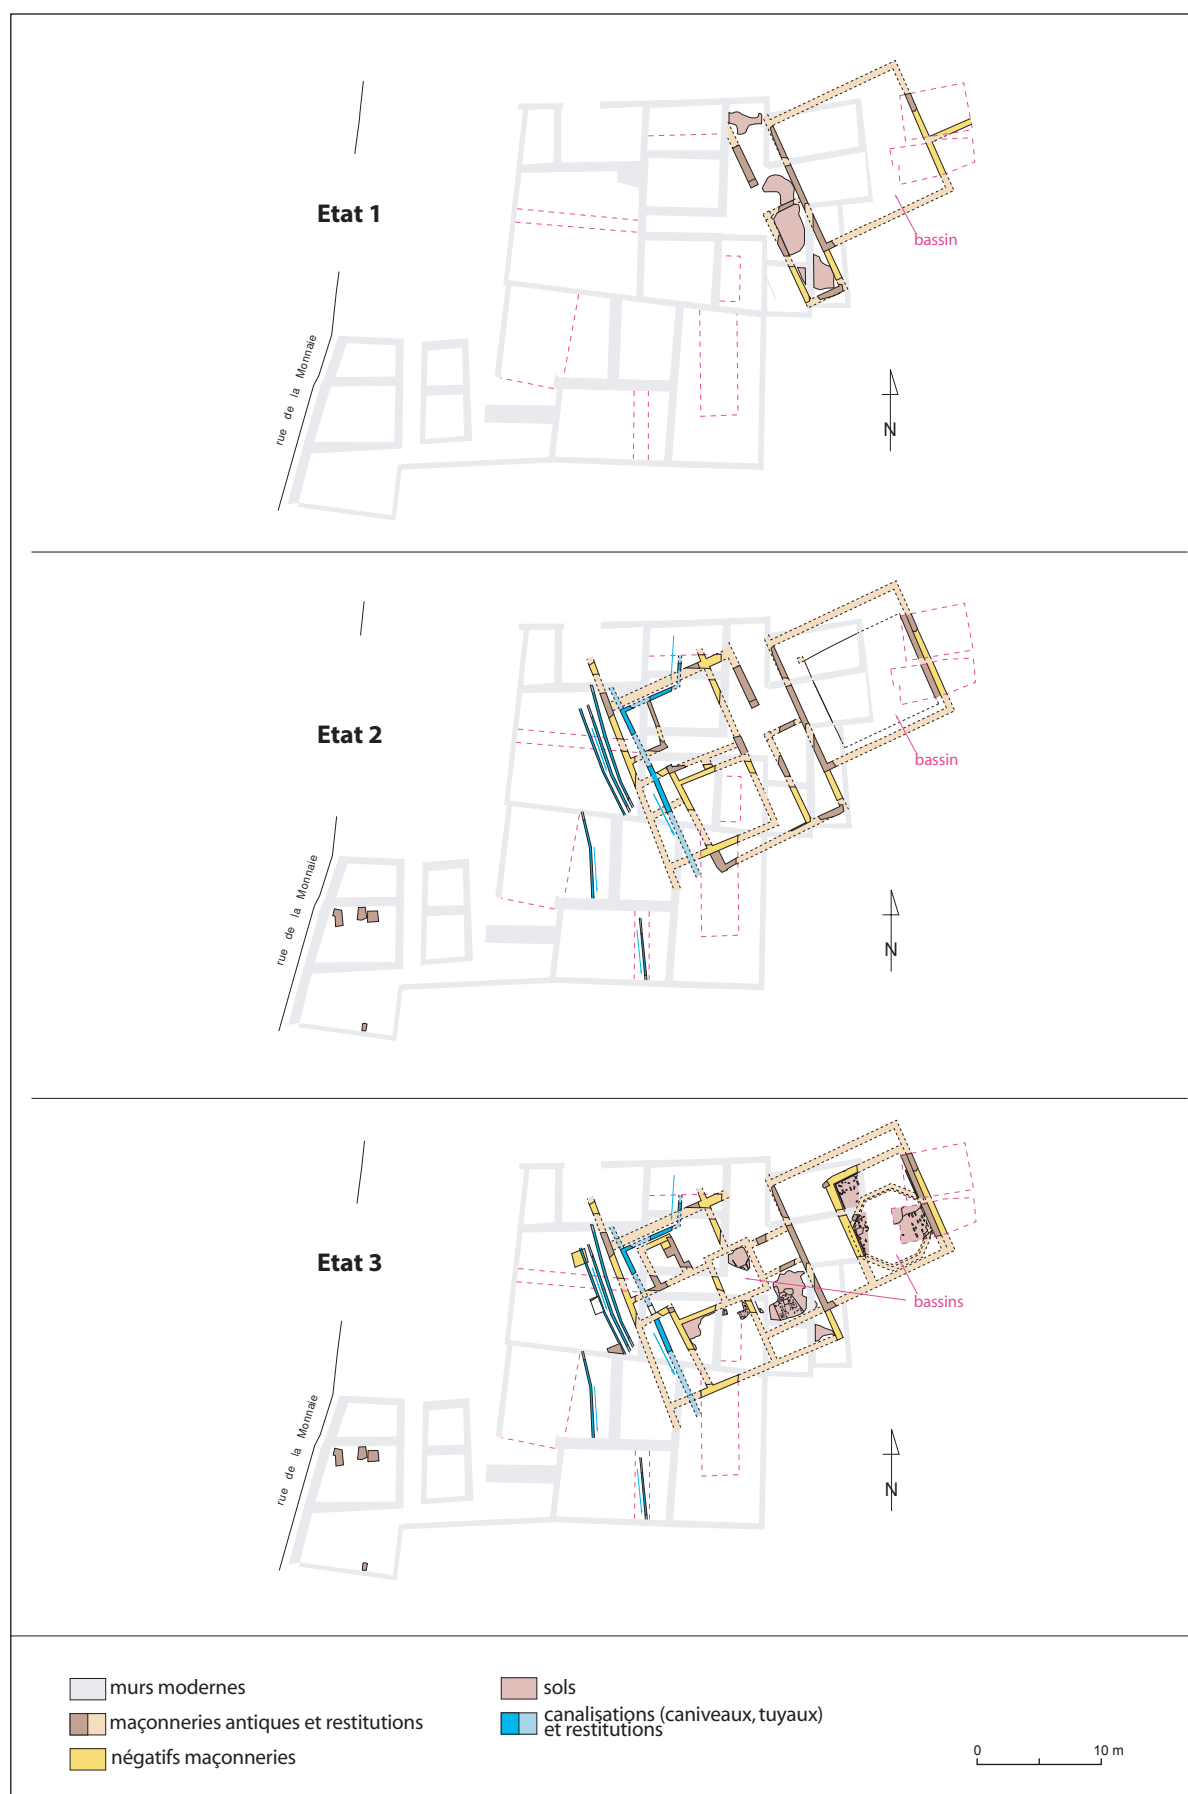 Etat 1
bassin
rue de la Monnaie
N
Etat 2
bassin
rue de la Monnaie
N
Etat 3
bassins
rue de la Monnaie
N
murs modernes
maçonneries antiques et restitutions
négatifs maçonneries
sols
canalisations (caniveaux, tuyaux)
et restitutions
0 10 m